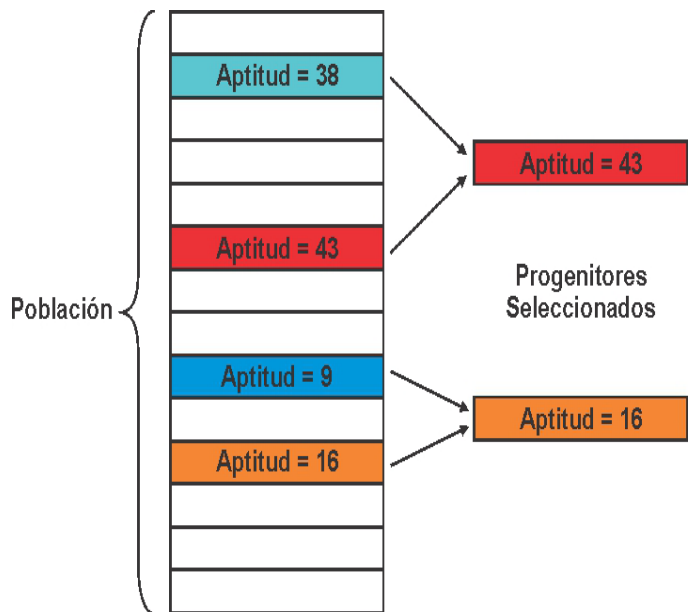 Aptitud = 38
Aptitud = 43
Aptitud = 43
Progenitores
Seleccionados
Población
Aptitud = 9
Aptitud = 16
Aptitud = 16